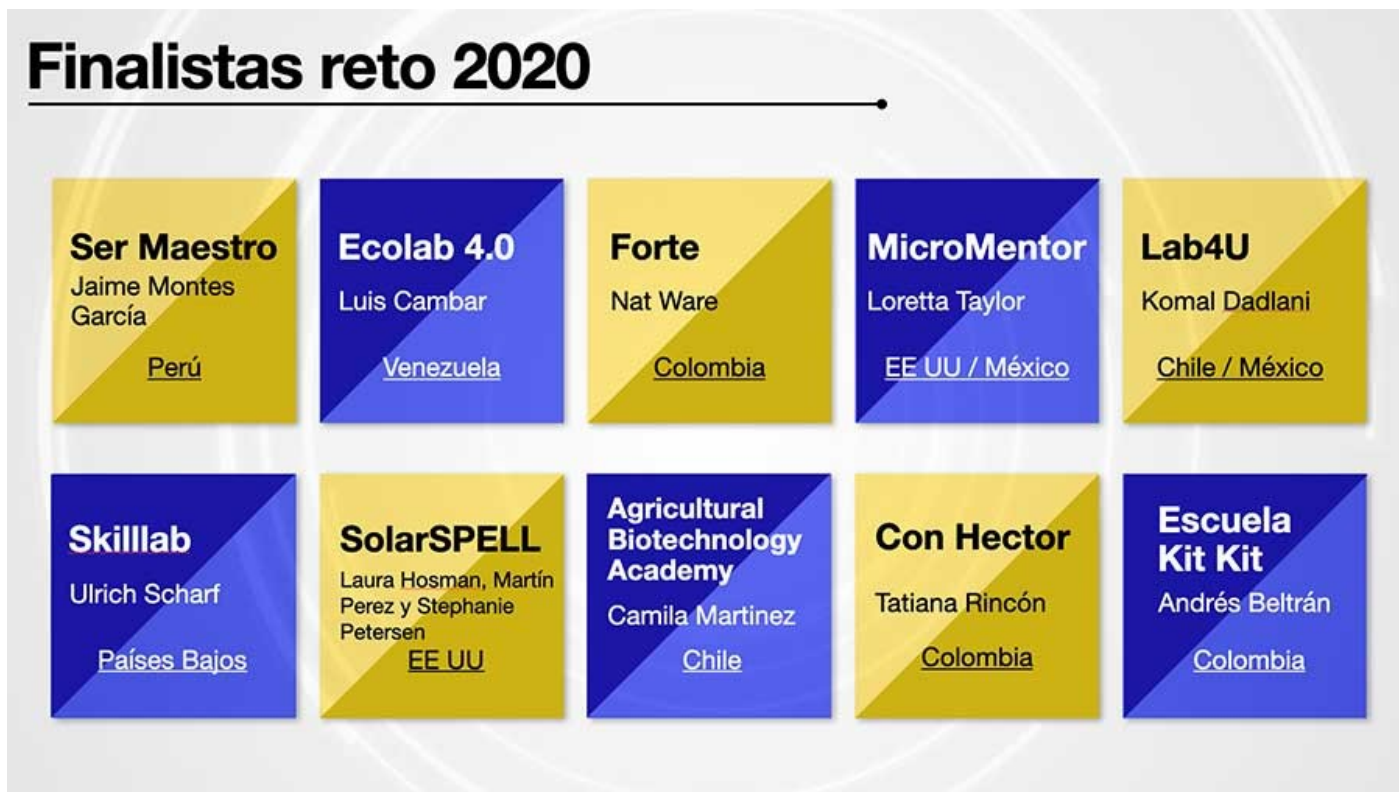 Finalistas reto 2020
Ser Maestro
Jaime Montes
García
Perú
Ecolab 4.0
Luis Cambar
Venezuela
Forte
Nat Ware
Colombia
MicroMentor
Loretta Taylor
EE UU / México
Lab4U
Komal Dadlani
Chile / México
Skilllab
Ulrich Scharf
Países Bajos
SolarSPELL
Laura Hosman, Martín
Perez y Stephanie
Petersen
EE UU
Agricultural
Biotechnology
Academy
Camila Martinez
Chile
Con Hector
Tatiana Rincón
Colombia
Escuela
Kit Kit
Andrés Beltrán
Colombia